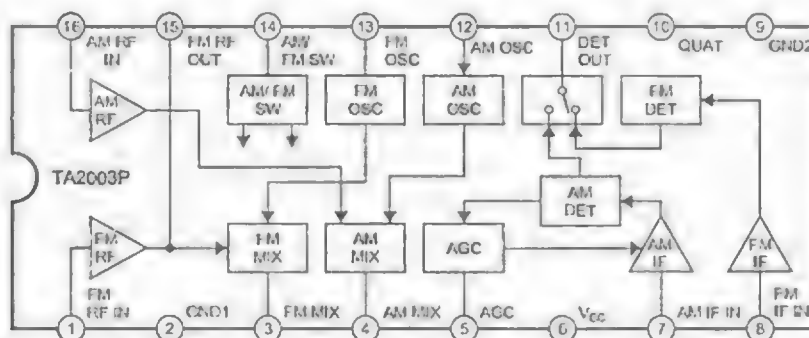 16 15 14 13 12 11 10 9
AM RF IN
FM RF OUT
AM/ FM SW
FM OSC
AM OSC
DET OUT
QUAT
GND2
AM RF
AM/FM SW
FM OSC
AM OSC
FM DET
TA2003P
AM DET
FM RF
FM MIX
AM MIX
AGC
AM IF
FM IF
FM RF IN
GND1
FM MIX
AM MIX
AGC
Vcc
AM IF IN
FM IF IN
1 2 3 4 5 6 7 8